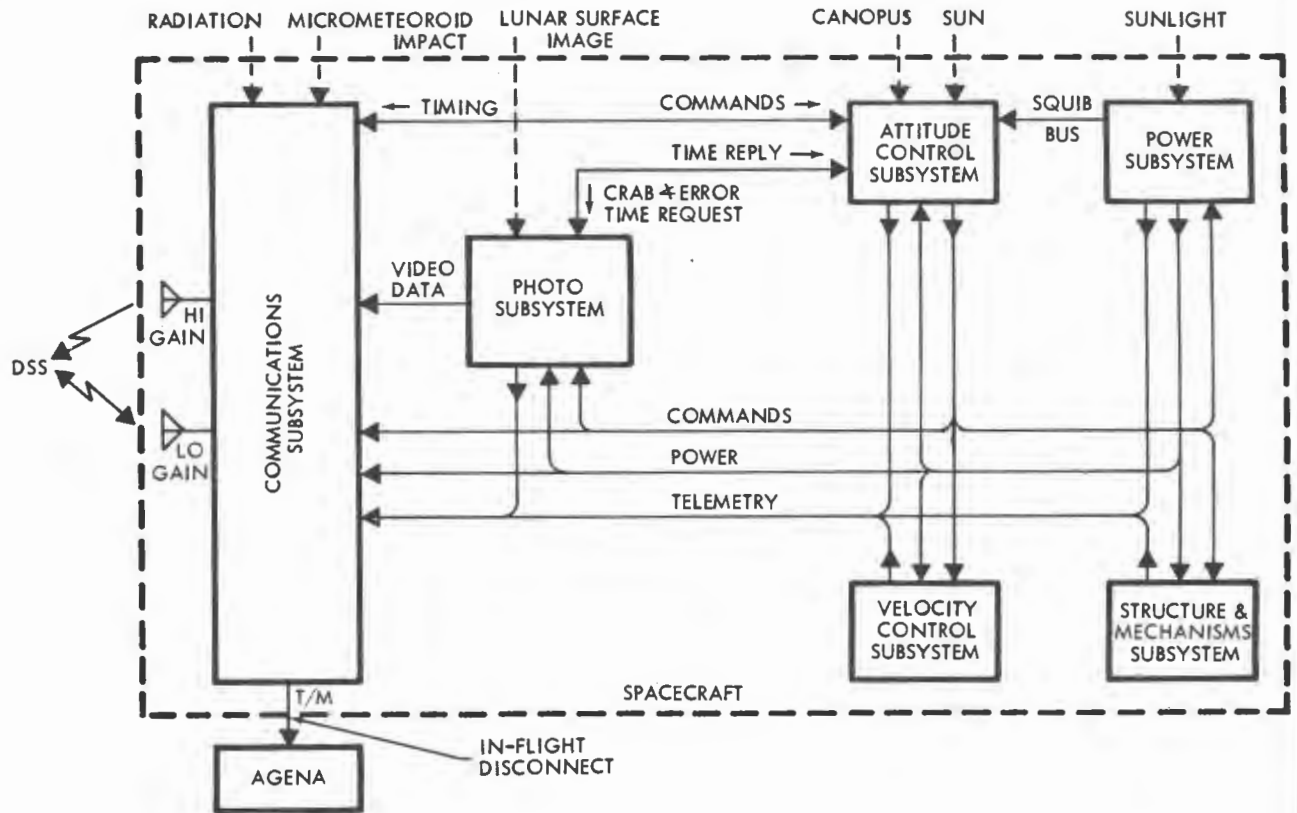 RADIATION
MICROMETEOROID
IMPACT
LUNAR SURFACE
IMAGE
CANOPUS
SUN
SUNLIGHT
← TIMING
COMMANDS →
SQUIB
BUS
ATTITUDE
CONTROL
SUBSYSTEM
POWER
SUBSYSTEM
TIME REPLY →
↓ CRAB ∡ ERROR
TIME REQUEST
VIDEO
DATA
PHOTO
SUBSYSTEM
HI
GAIN
DSS
LO
GAIN
COMMUNICATIONS
SUBSYSTEM
COMMANDS
POWER
TELEMETRY
VELOCITY
CONTROL
SUBSYSTEM
STRUCTURE &
MECHANISMS
SUBSYSTEM
SPACECRAFT
T/M
IN-FLIGHT
DISCONNECT
AGENA